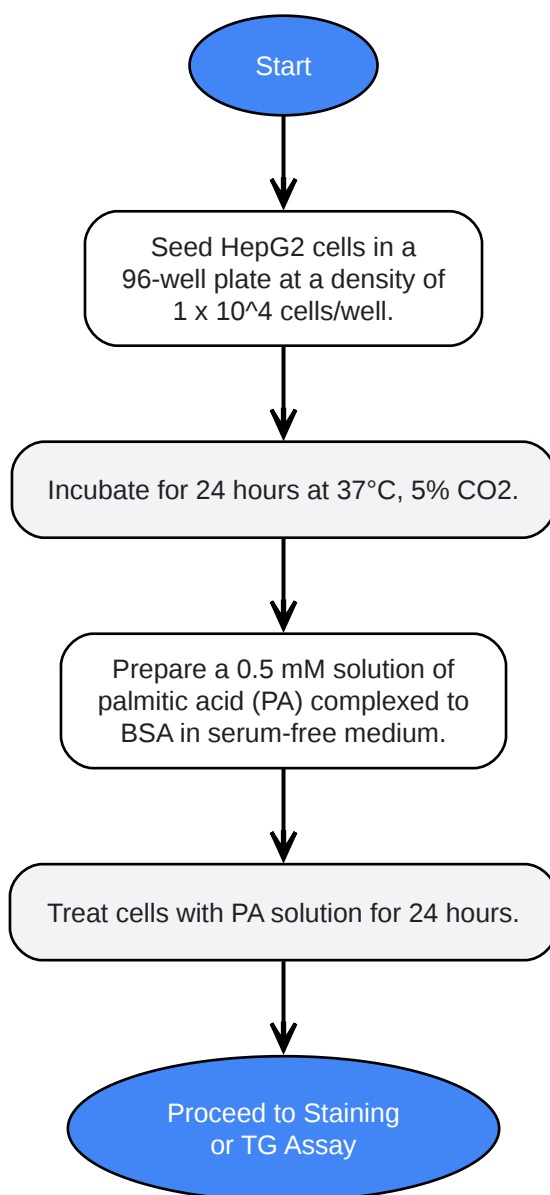 Start
Seed HepG2 cells in a
96-well plate at a density of
1 x 10^4 cells/well.
Incubate for 24 hours at 37°C, 5% CO2.
Prepare a 0.5 mM solution of
palmitic acid (PA) complexed to
BSA in serum-free medium.
Treat cells with PA solution for 24 hours.
Proceed to Staining
or TG Assay